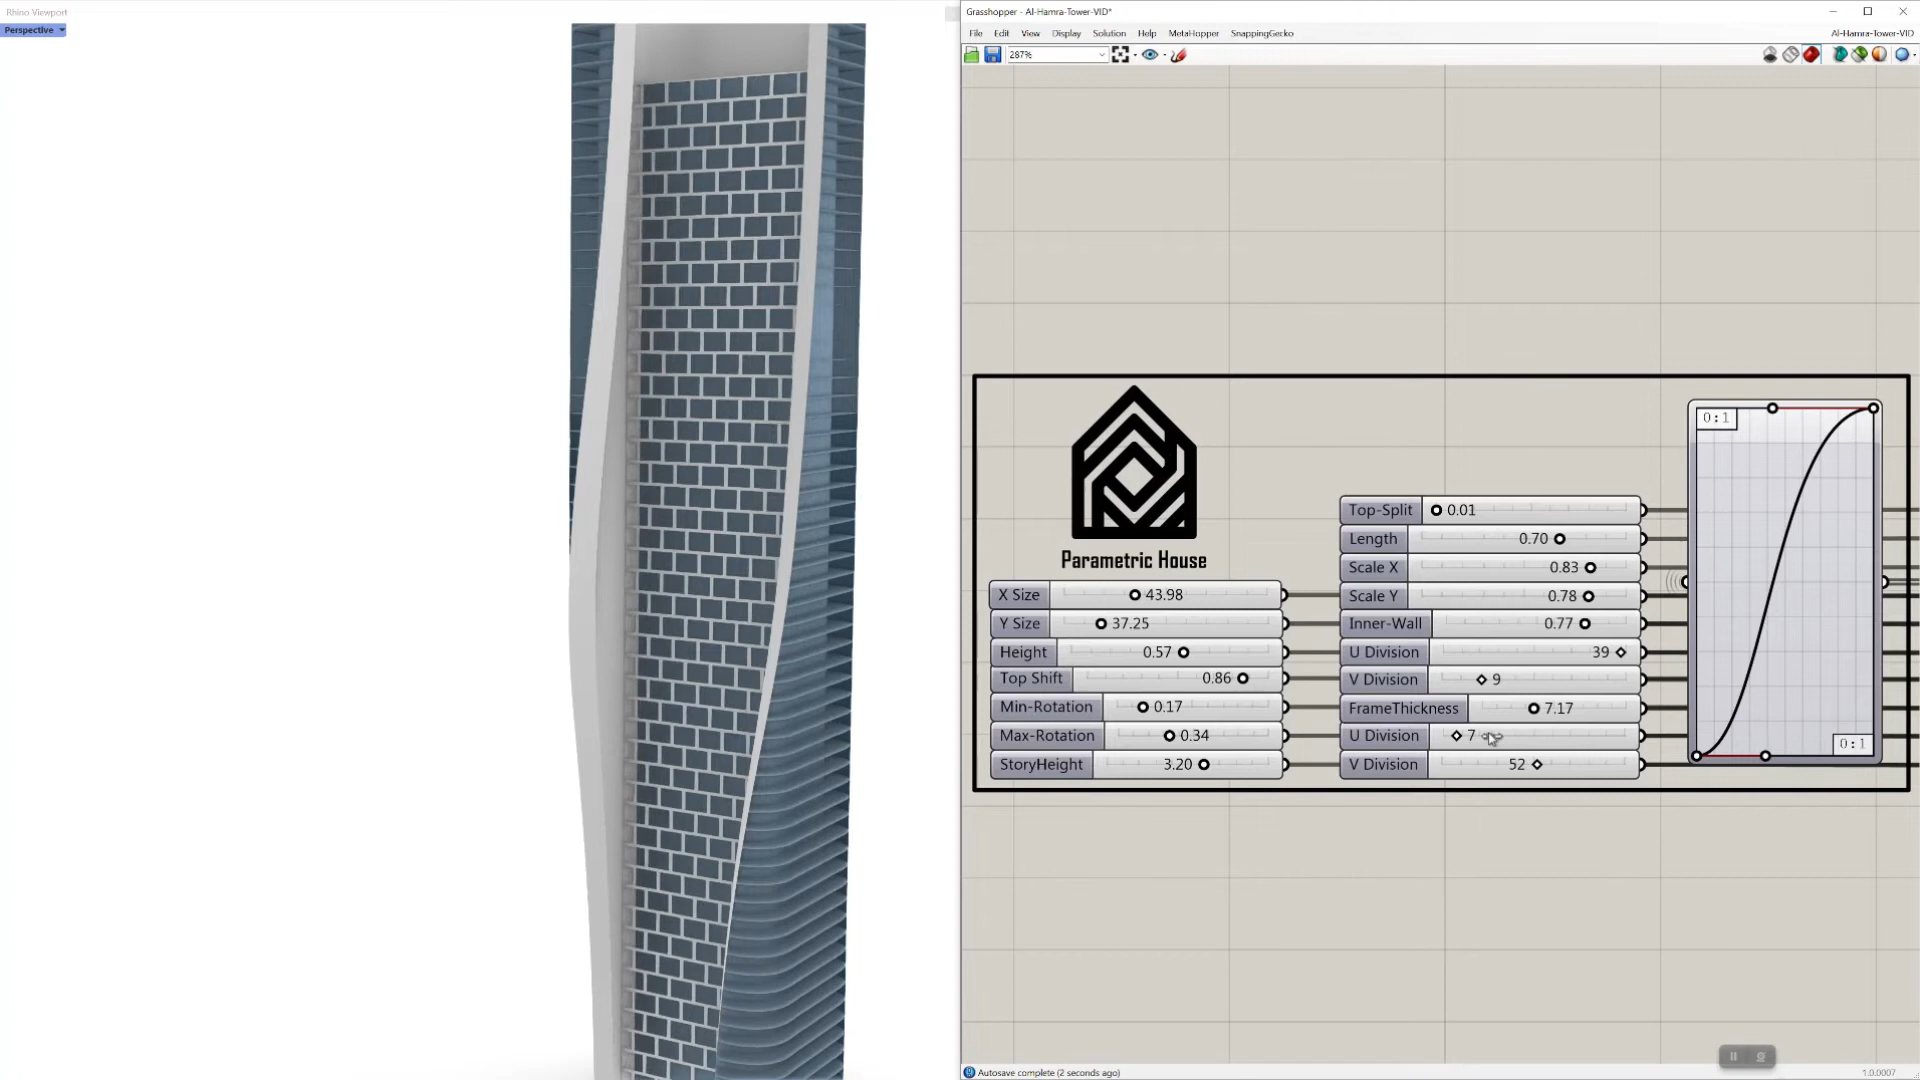 Rhino Viewport
Perspective
Grasshopper - Al-Hamra-Tower-VID*
File Edit View Display Solution Help MetaHopper SnappingGecko
Al-Hamra-Tower-VID
287%
Parametric House
X Size 43.98
Y Size 37.25
Height 0.57
Top Shift 0.86
Min-Rotation 0.17
Max-Rotation 0.34
StoryHeight 3.20
Top-Split 0.01
Length 0.70
Scale X 0.83
Scale Y 0.78
Inner-Wall 0.77
U Division 39
V Division 9
FrameThickness 7.17
U Division 7
V Division 52
0:1
0:1
Autosave complete (2 seconds ago)
1.0.0007